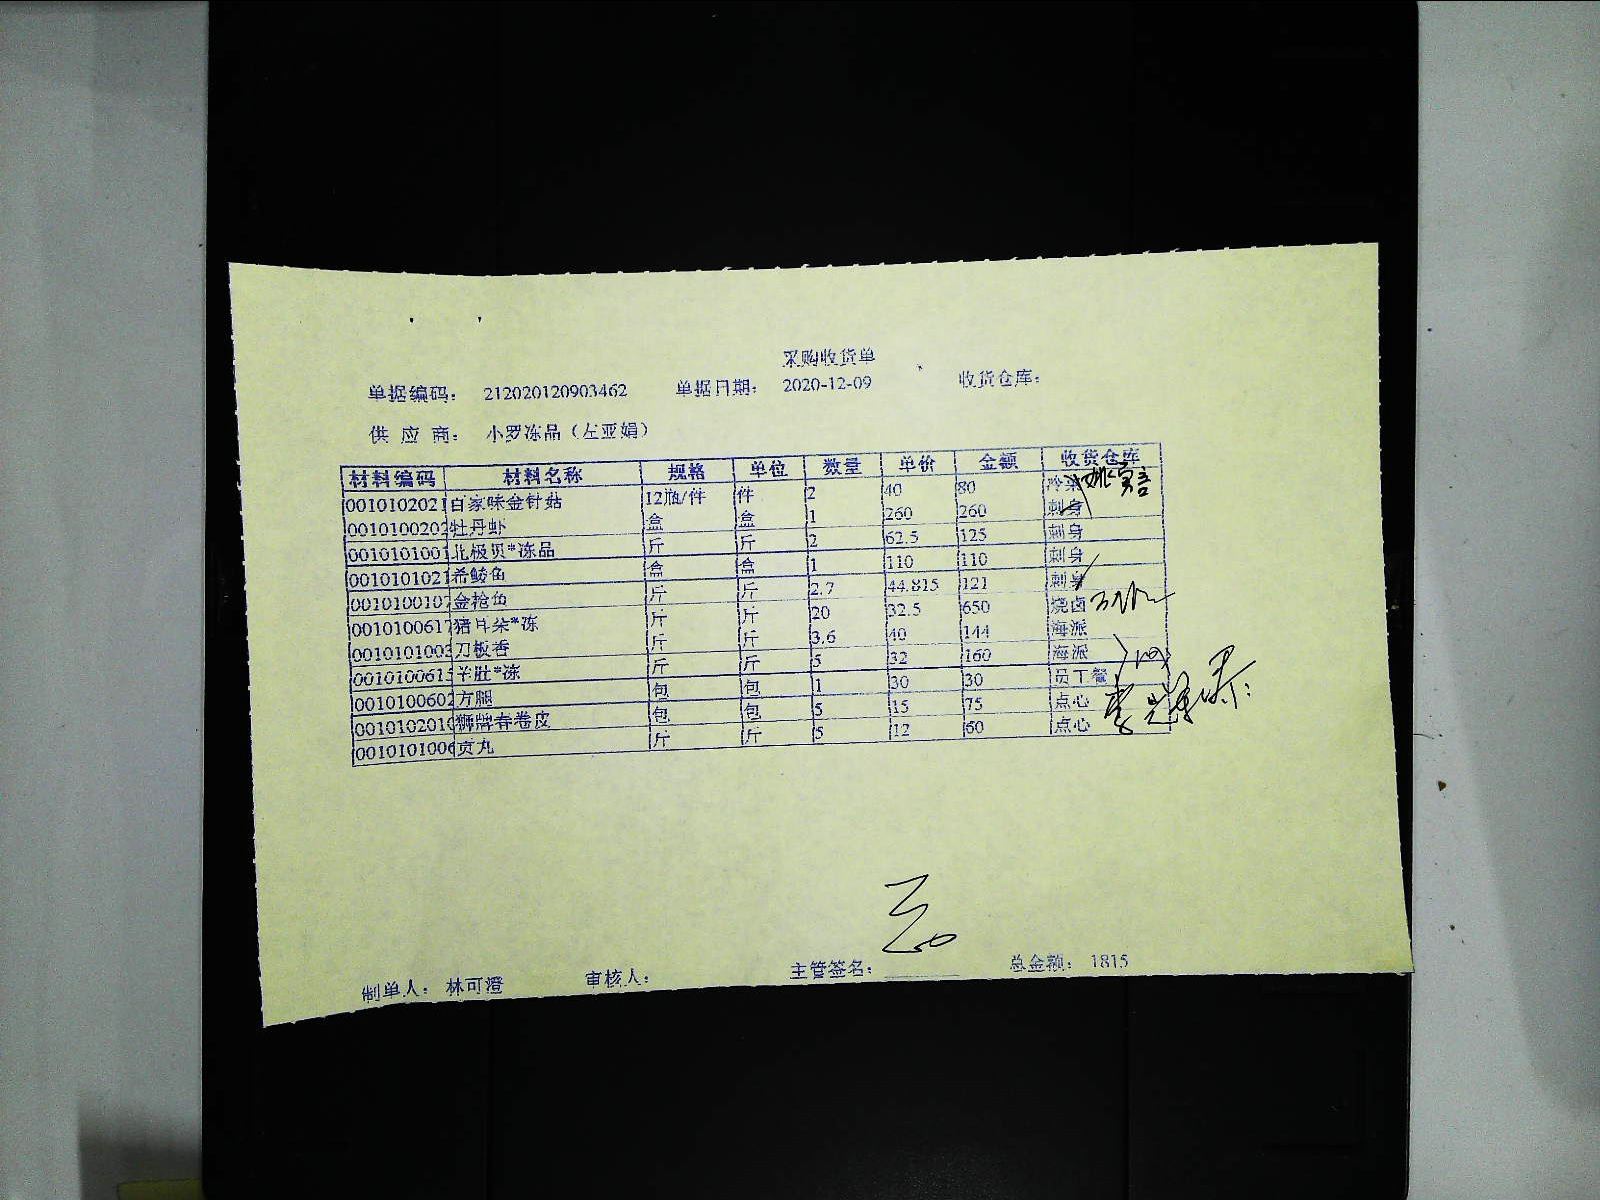 采购收货单
单据编码： 212020120903462 单据日期： 2020-12-09 收货仓库：
供 应 商： 小罗冻品（左亚娟）
材料编码 材料名称 规格 单位 数量 单价 金额 收货仓库
0010102021 百家味金针菇 12瓶/件 件 2 40 80 冷菜
0010100202 牡丹虾 盒 盒 1 260 260 刺身
0010101001 北极贝*冻品 斤 斤 2 62.5 125 刺身
0010101021 希鲮鱼 盒 盒 1 110 110 刺身
0010100107 金枪鱼 斤 斤 2.7 44.815 121 刺身
0010100617 猪耳朵*冻 斤 斤 20 32.5 650 烧卤
0010101003 刀板香 斤 斤 3.6 40 144 海派
0010100615 羊肚*冻 斤 斤 5 32 160 海派
0010100602 方腿 包 包 1 30 30 员工餐
0010102010 狮牌春卷皮 包 包 5 15 75 点心
0010101006 贡丸 斤 斤 5 12 60 点心
制单人： 林可澄 审核人： 主管签名： 总金额： 1815